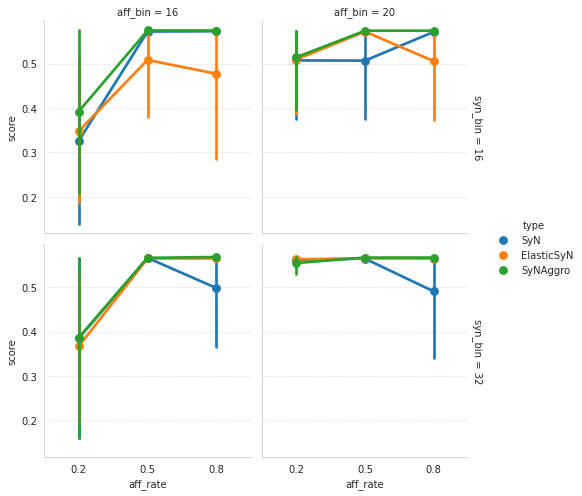 aff_bin = 16
aff_bin = 20
0.5
0.4
0.3
0.2
score
syn_bin = 16
type
SyN
ElasticSyN
SyNAggro
0.5
0.4
0.3
0.2
score
syn_bin = 32
0.2
0.5
0.8
0.2
0.5
0.8
aff_rate
aff_rate